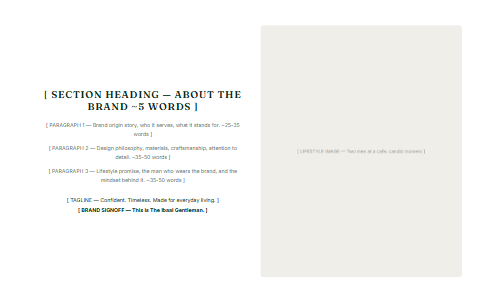 [ SECTION HEADING — ABOUT THE
BRAND ~5 WORDS ]
[ PARAGRAPH 1 — Brand origin story, who it serves, what it stands for. ~25-35
words ]
[ PARAGRAPH 2 — Design philosophy, materials, craftsmanship, attention to
detail. ~35-50 words ]
[ PARAGRAPH 3 — Lifestyle promise, the man who wears the brand, and the
mindset behind it. ~35-50 words ]
[ TAGLINE — Confident. Timeless. Made for everyday living. ]
[ BRAND SIGNOFF — This is The Ibsal Gentleman. ]
[ LIFESTYLE IMAGE — Two men at a cafe, candid moment ]